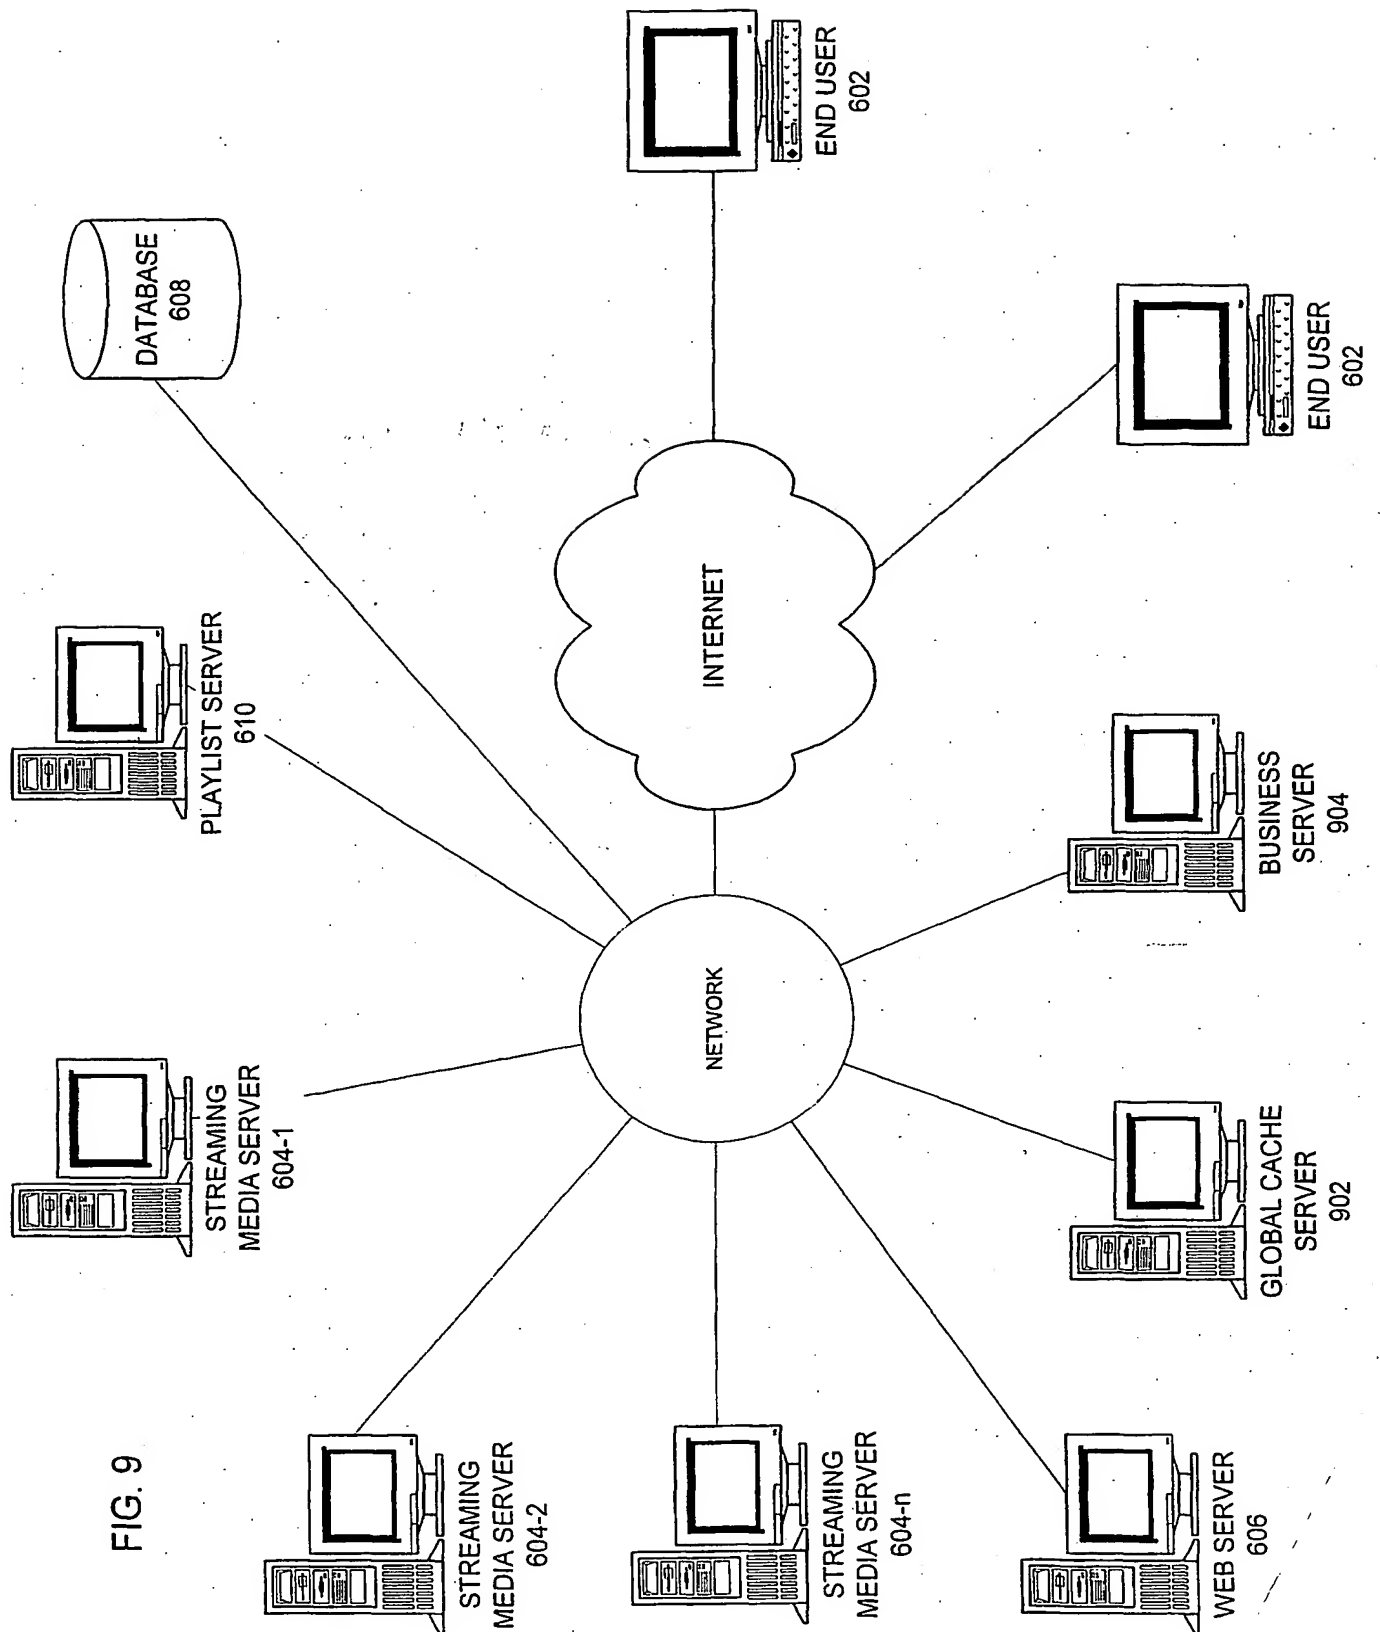 FIG. 9
STREAMING
MEDIA SERVER
604-1
PLAYLIST SERVER
610
DATABASE
608
STREAMING
MEDIA SERVER
604-2
STREAMING
MEDIA SERVER
604-n
NETWORK
INTERNET
END USER
602
WEB SERVER
606
GLOBAL CACHE
SERVER
902
BUSINESS
SERVER
904
END USER
602